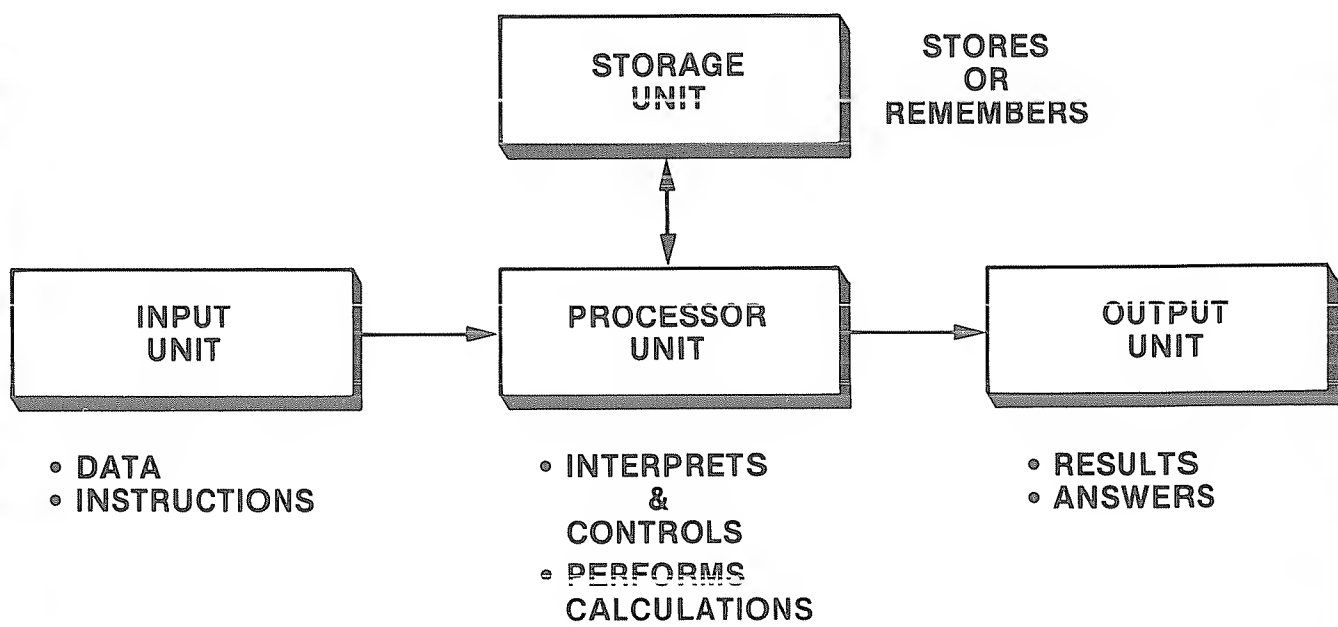 STORAGE
UNIT
STORES
OR
REMEMBERS
INPUT
UNIT
PROCESSOR
UNIT
OUTPUT
UNIT
• DATA
• INSTRUCTIONS
• INTERPRETS
&
CONTROLS
• PERFORMS
CALCULATIONS
• RESULTS
• ANSWERS